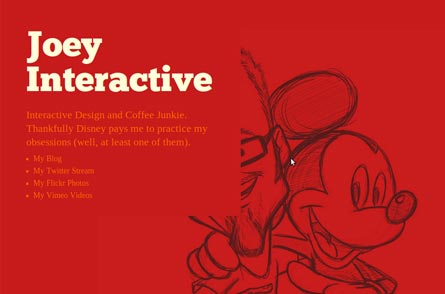 Joey
Interactive
Interactive Design and Coffee Junkie.
Thankfully Disney pays me to practice my
obsessions (well, at least one of them).
My Blog
My Twitter Stream
My Flickr Photos
My Vimeo Videos